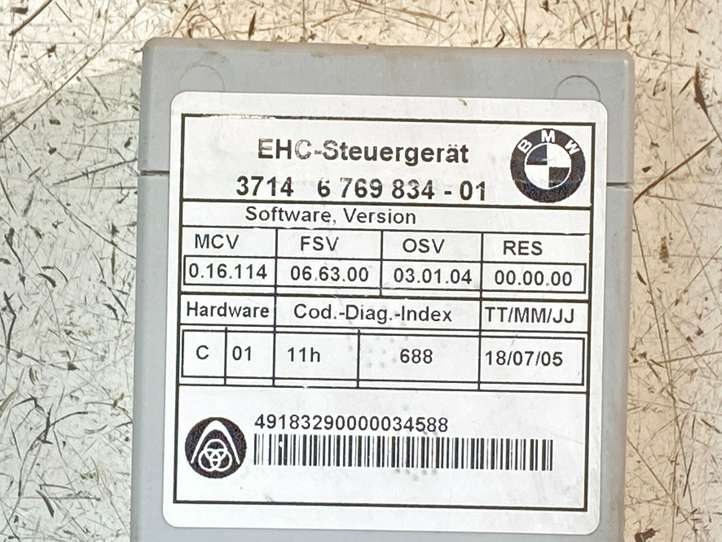 EHC-Steuergerät
BMW
3714 6 769 834 - 01
Software, Version
MCV FSV OSV RES
0.16.114 06.63.00 03.01.04 00.00.00
Hardware Cod.-Diag.-Index TT/MM/JJ
C 01 11h 688 18/07/05
49183290000034588